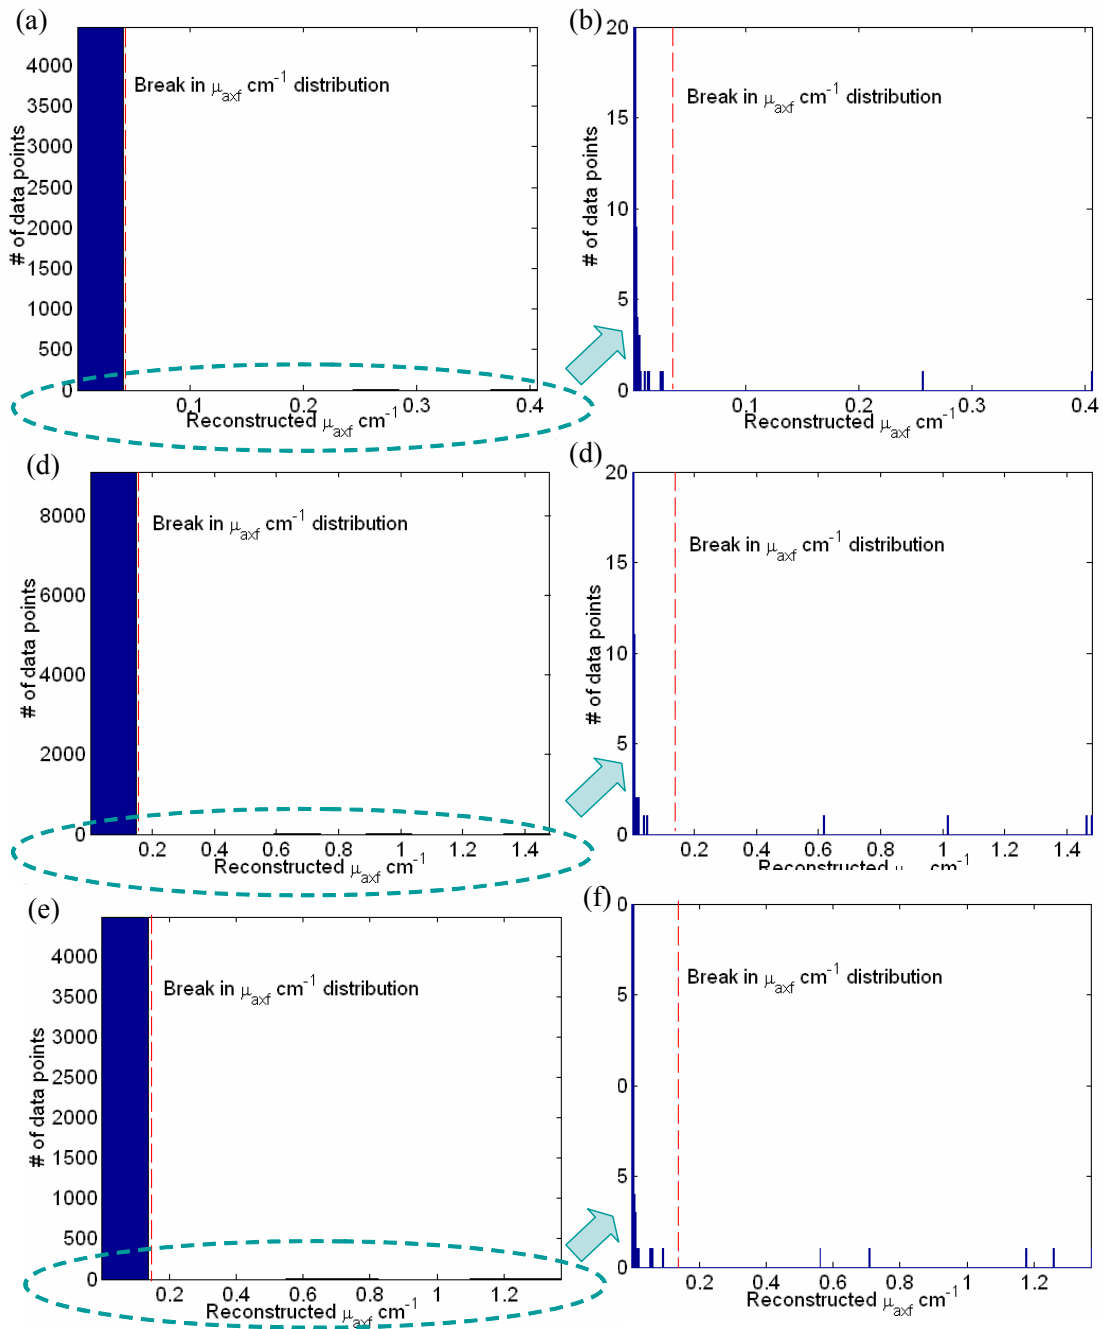 (a)
4000
3500
3000
2500
2000
1500
1000
500
0
# of data points
Break in μaxf cm-1 distribution
0.1 0.2 0.3 0.4
Reconstructed μaxf cm-1
(b)
20
15
10
5
0
# of data points
Break in μaxf cm-1 distribution
0.1 0.2 0.3 0.4
Reconstructed μaxf cm-1
(d)
8000
6000
4000
2000
0
# of data points
Break in μaxf cm-1 distribution
0.2 0.4 0.6 0.8 1 1.2 1.4
Reconstructed μaxf cm-1
(d)
20
15
10
5
0
# of data points
Break in μaxf cm-1 distribution
0.2 0.4 0.6 0.8 1 1.2 1.4
Reconstructed μ cm-1
(e)
4000
3500
3000
2500
2000
1500
1000
500
0
# of data points
Break in μaxf cm-1 distribution
0.2 0.4 0.6 0.8 1 1.2
Reconstructed μaxf cm-1
(f)
0
5
0
5
0
Break in μaxf cm-1 distribution
0.2 0.4 0.6 0.8 1 1.2
Reconstructed μaxf cm-1